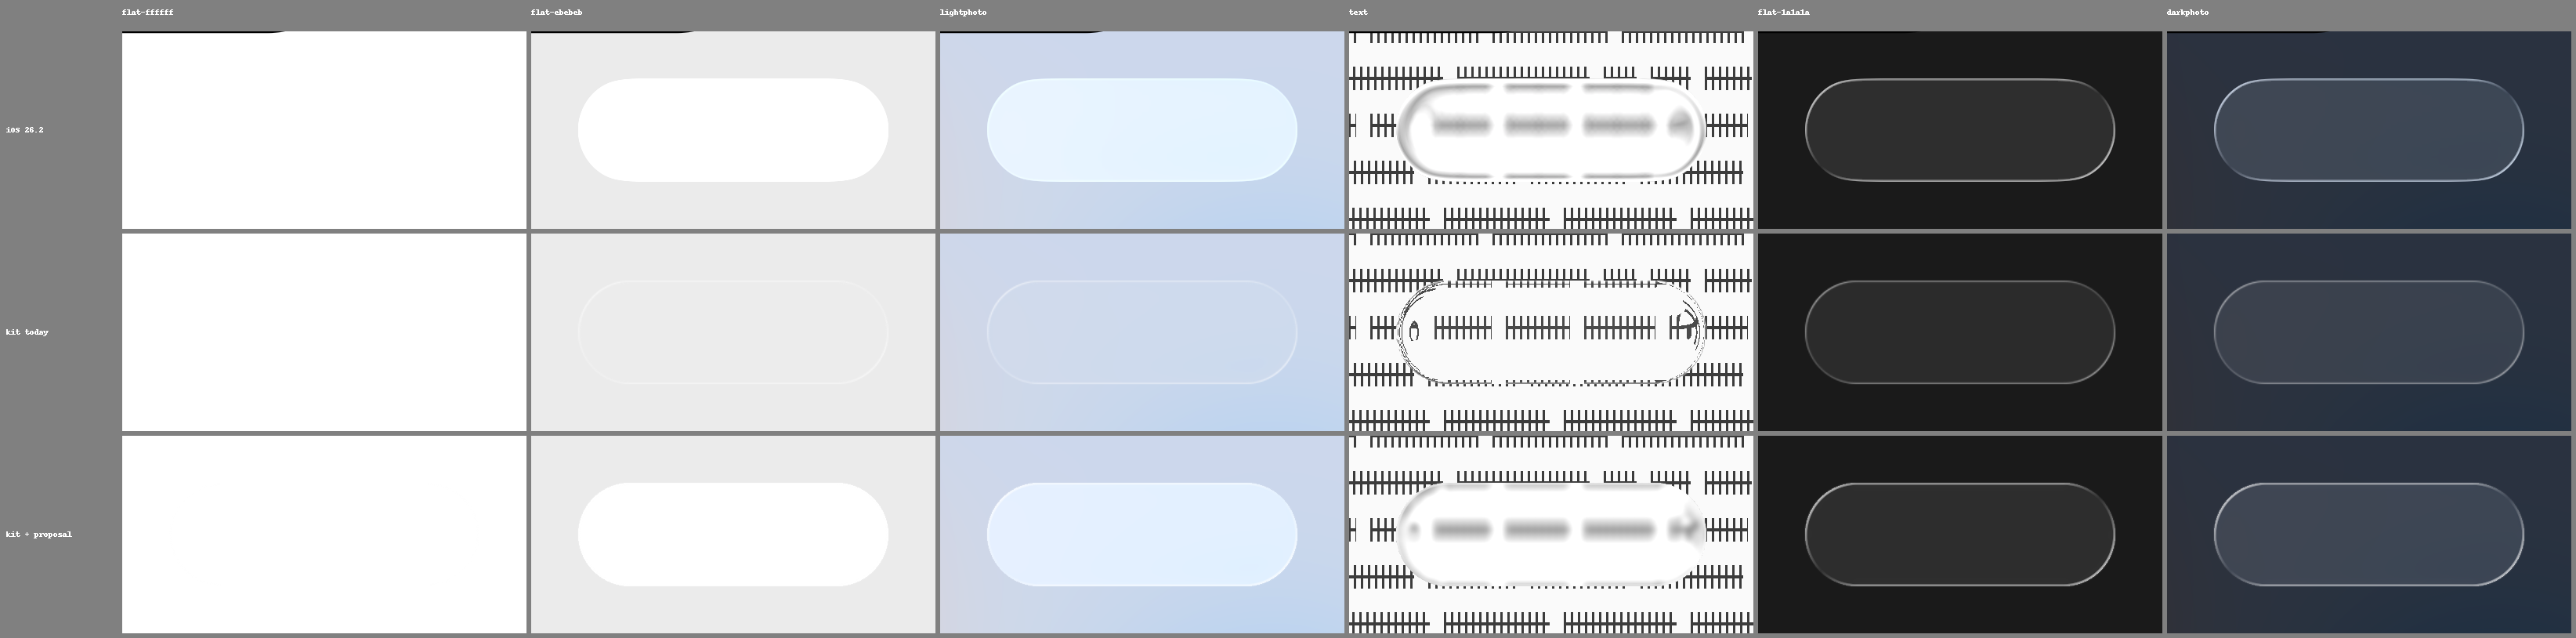 flat-ffffff flat-ebebeb lightphoto text flat-1a1a1a darkphoto
ios 26.2
kit today
kit + proposal